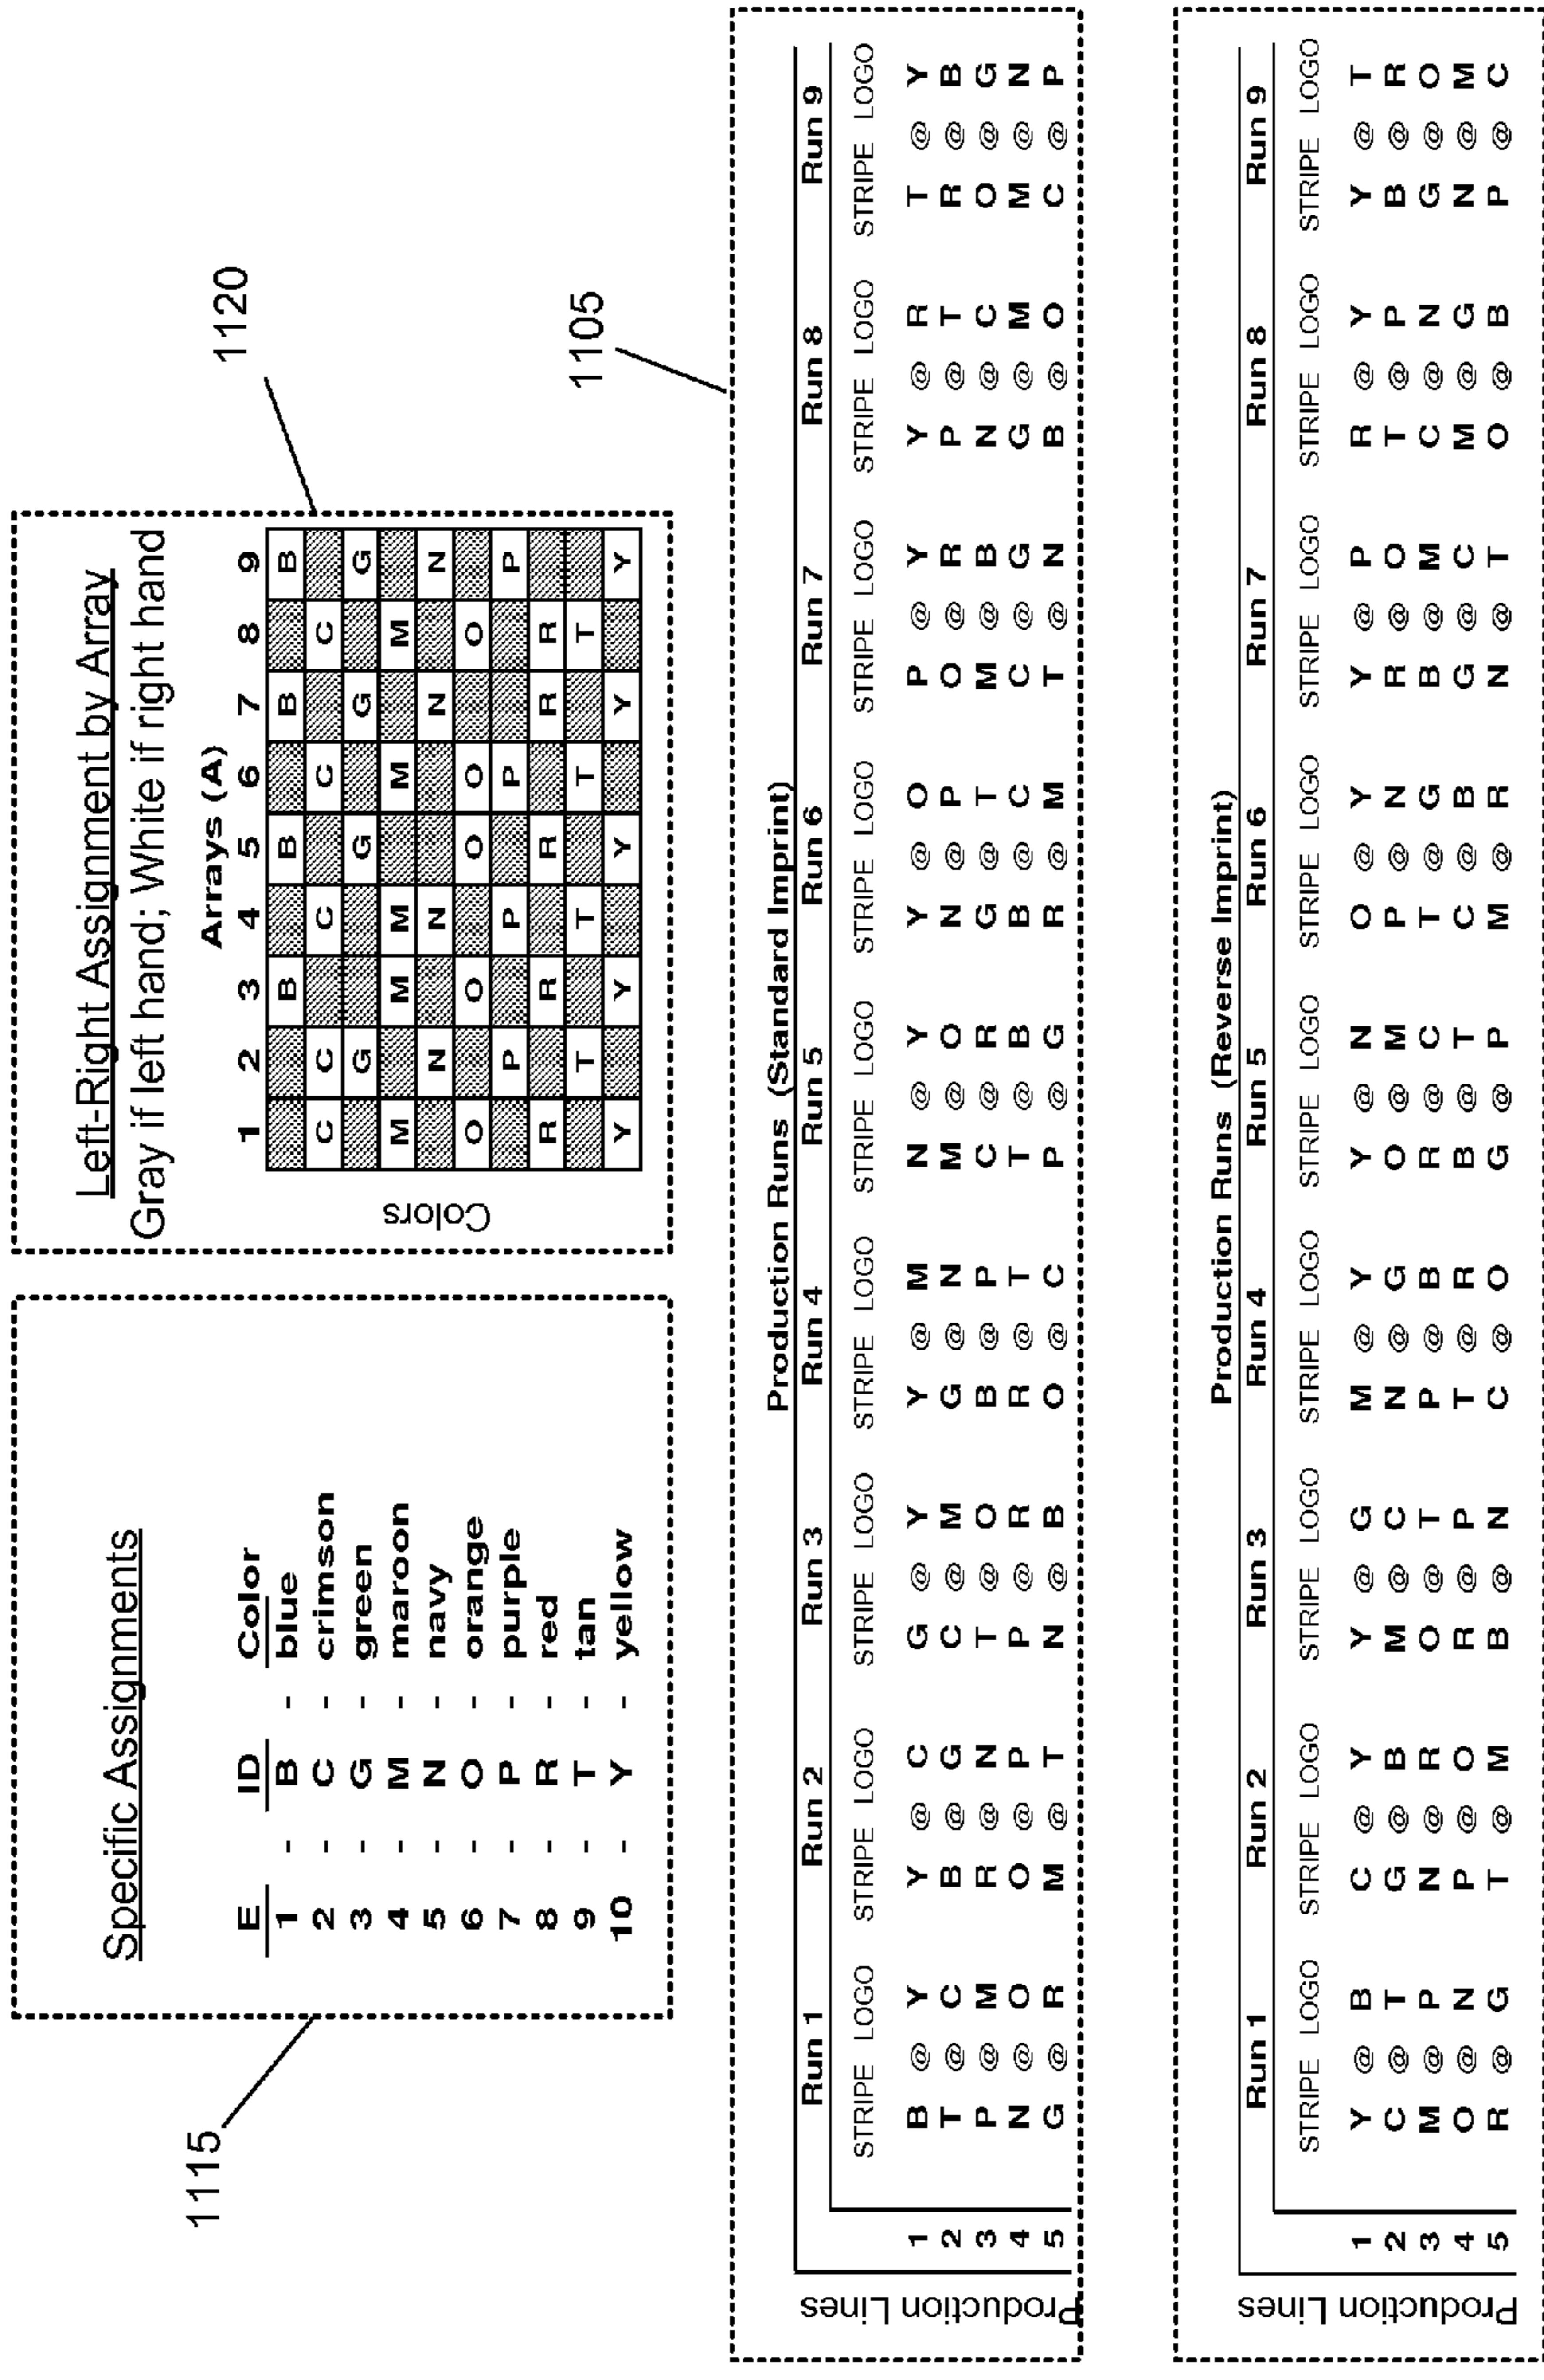 1115
Specific Assignments
E ID Color
1 - B - blue
2 - C - crimson
3 - G - green
4 - M - maroon
5 - N - navy
6 - O - orange
7 - P - purple
8 - R - red
9 - T - tan
10 - Y - yellow
Left-Right Assignment by Array
Gray if left hand; White if right hand
Arrays (A)
1 2 3 4 5 6 7 8 9
Colors
B B B B
C C C C C
G G G G
M M M M M
N N N N
O O O O O
P P P P
R R R R R
T T T T
Y Y Y Y Y
1120
1105
Production Runs (Standard Imprint)
Run 1 Run 2 Run 3 Run 4 Run 5 Run 6 Run 7 Run 8 Run 9
STRIPE LOGO STRIPE LOGO STRIPE LOGO STRIPE LOGO STRIPE LOGO STRIPE LOGO STRIPE LOGO STRIPE LOGO STRIPE LOGO
Production Lines
1 B @ Y Y @ C G @ Y Y @ M N @ Y Y @ O P @ Y Y @ R T @ Y
2 T @ C B @ G C @ M G @ N M @ O N @ P O @ R P @ T R @ B
3 P @ M R @ N T @ O B @ P C @ R G @ T M @ B N @ C O @ G
4 N @ O O @ P P @ R R @ T T @ B B @ C C @ G G @ M M @ N
5 G @ R M @ T N @ B O @ C P @ G R @ M T @ N B @ O C @ P
Production Runs (Reverse Imprint)
Run 1 Run 2 Run 3 Run 4 Run 5 Run 6 Run 7 Run 8 Run 9
STRIPE LOGO STRIPE LOGO STRIPE LOGO STRIPE LOGO STRIPE LOGO STRIPE LOGO STRIPE LOGO STRIPE LOGO STRIPE LOGO
Production Lines
1 Y @ B C @ Y Y @ G M @ Y Y @ N O @ Y Y @ P R @ Y Y @ T
2 C @ T G @ B M @ C N @ G O @ M P @ N R @ O T @ P B @ R
3 M @ P N @ R O @ T P @ B R @ C T @ G B @ M C @ N G @ O
4 O @ N P @ O R @ P T @ R B @ T C @ B G @ C M @ G N @ M
5 R @ G T @ M B @ N C @ O G @ P M @ R N @ T O @ B P @ C